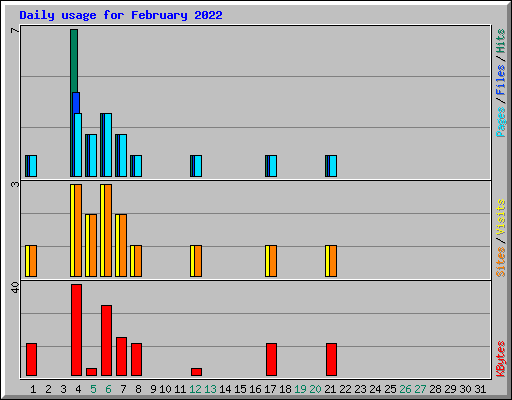 Daily usage for February 2022
7
3
40
Pages/Files/Hits
Sites/Visits
KBytes
1 2 3 4 5 6 7 8 9 10 11 12 13 14 15 16 17 18 19 20 21 22 23 24 25 26 27 28 29 30 31